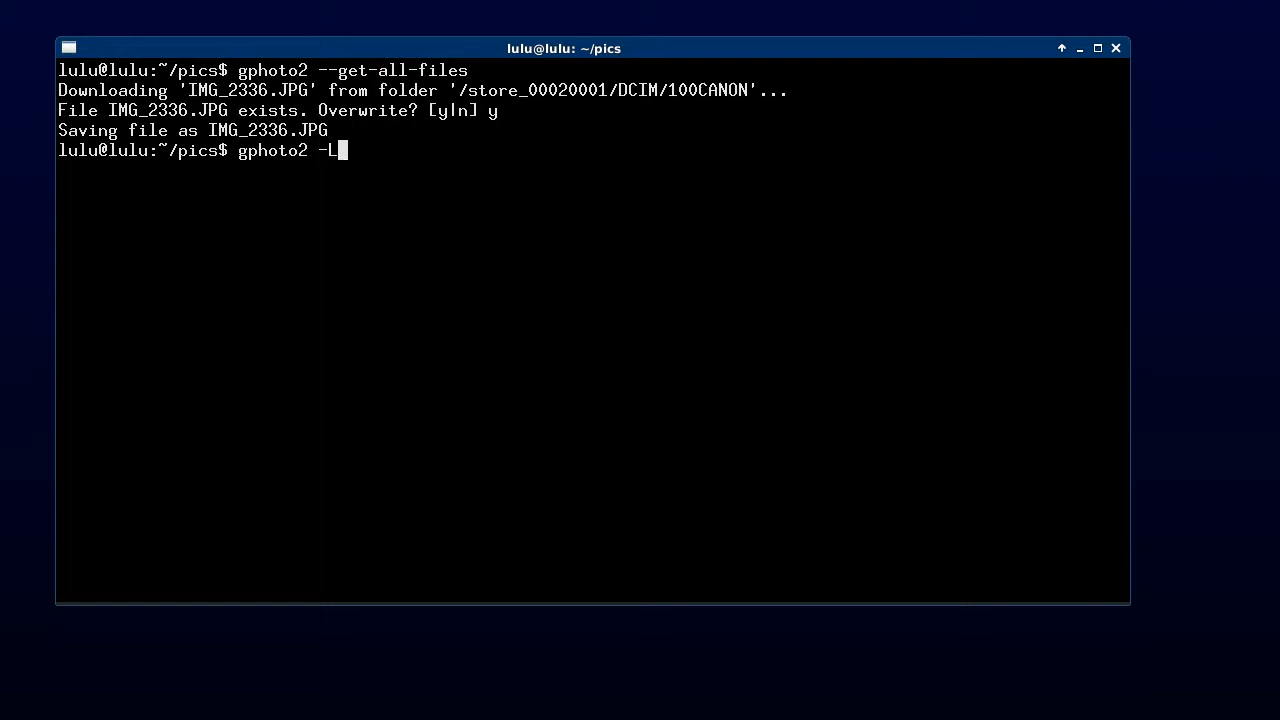 lulu@lulu: ~/pics
lulu@lulu:~/pics$ gphoto2 --get-all-files
Downloading 'IMG_2336.JPG' from folder '/store_00020001/DCIM/100CANON'...
File IMG_2336.JPG exists. Overwrite? [y|n] y
Saving file as IMG_2336.JPG
lulu@lulu:~/pics$ gphoto2 -L